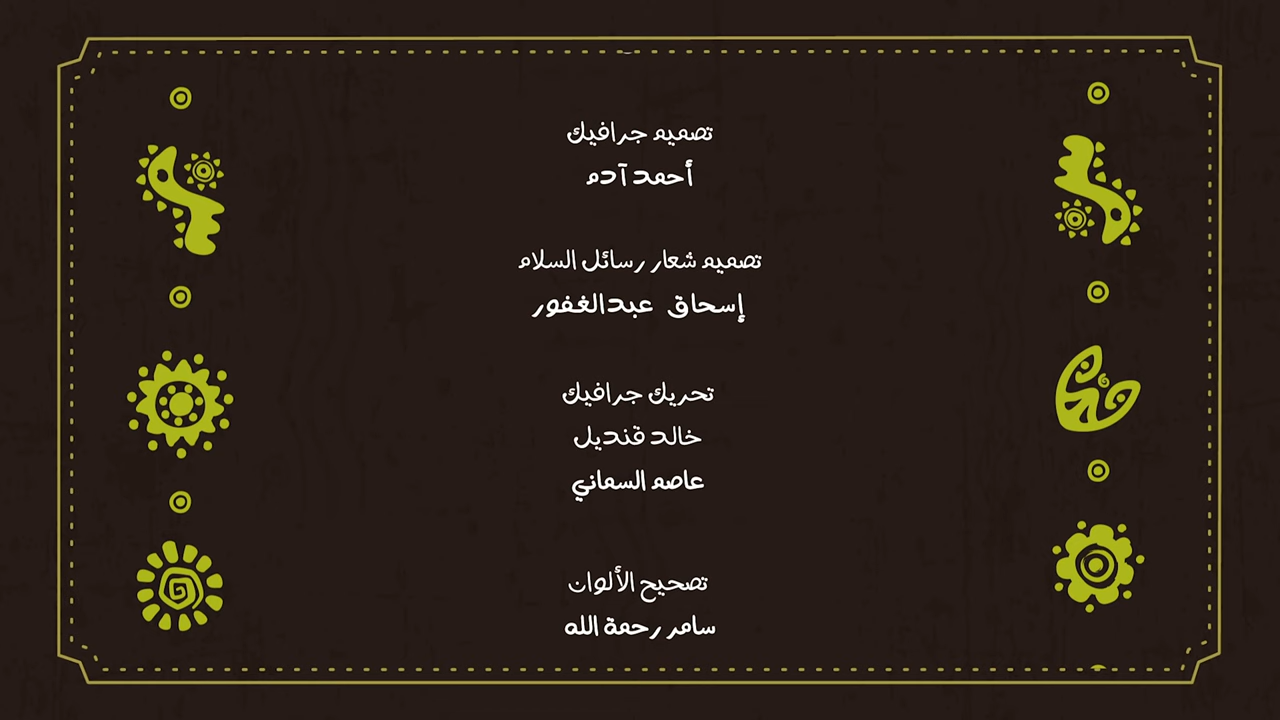 تصميم جرافيك
أحمد آدم
تصميم شعار رسائل السلام
إسحاق عبدالغفور
تحريك جرافيك
خالد قنديل
عاصم السماني
تصحيح الألوان
سامر رحمة الله